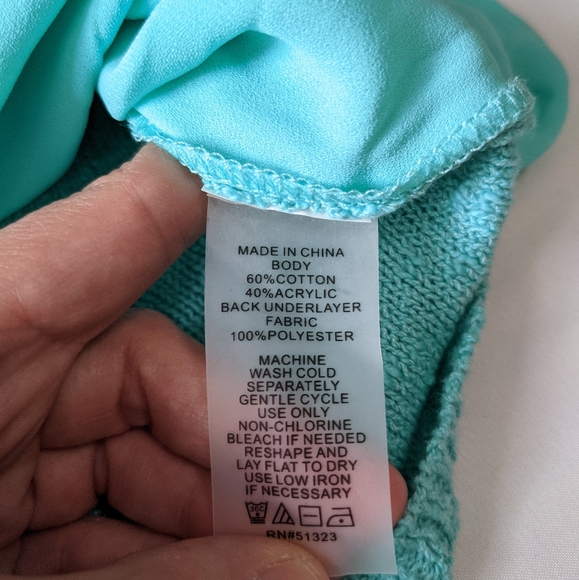 MADE IN CHINA
BODY
60%COTTON
40%ACRYLIC
BACK UNDERLAYER
FABRIC
100%POLYESTER
MACHINE
WASH COLD
SEPARATELY
GENTLE CYCLE
USE ONLY
NON-CHLORINE
BLEACH IF NEEDED
RESHAPE AND
LAY FLAT TO DRY
USE LOW IRON
IF NECESSARY
30C
RN#51323